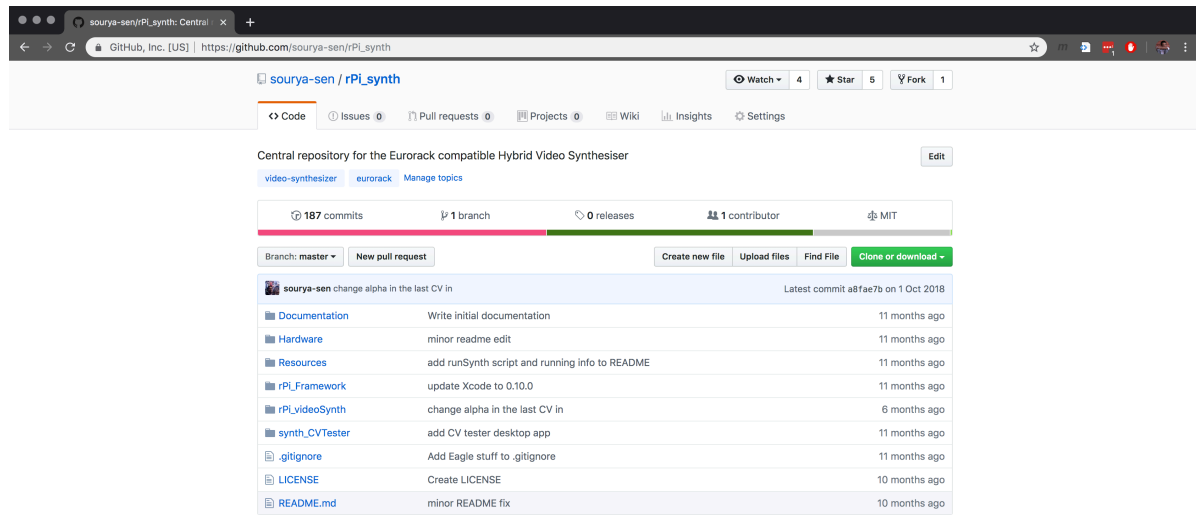 sourya-sen/rPi_synth: Central
GitHub, Inc. [US] | https://github.com/sourya-sen/rPi_synth
sourya-sen / rPi_synth
Watch 4 Star 5 Fork 1
Code Issues 0 Pull requests 0 Projects 0 Wiki Insights Settings
Central repository for the Eurorack compatible Hybrid Video Synthesiser Edit
video-synthesizer eurorack Manage topics
187 commits 1 branch 0 releases 1 contributor MIT
Branch: master New pull request Create new file Upload files Find File Clone or download
sourya-sen change alpha in the last CV in Latest commit a8fae7b on 1 Oct 2018
Documentation Write initial documentation 11 months ago
Hardware minor readme edit 11 months ago
Resources add runSynth script and running info to README 11 months ago
rPi_Framework update Xcode to 0.10.0 11 months ago
rPi_videoSynth change alpha in the last CV in 6 months ago
synth_CVTester add CV tester desktop app 11 months ago
.gitignore Add Eagle stuff to .gitignore 11 months ago
LICENSE Create LICENSE 10 months ago
README.md minor README fix 10 months ago